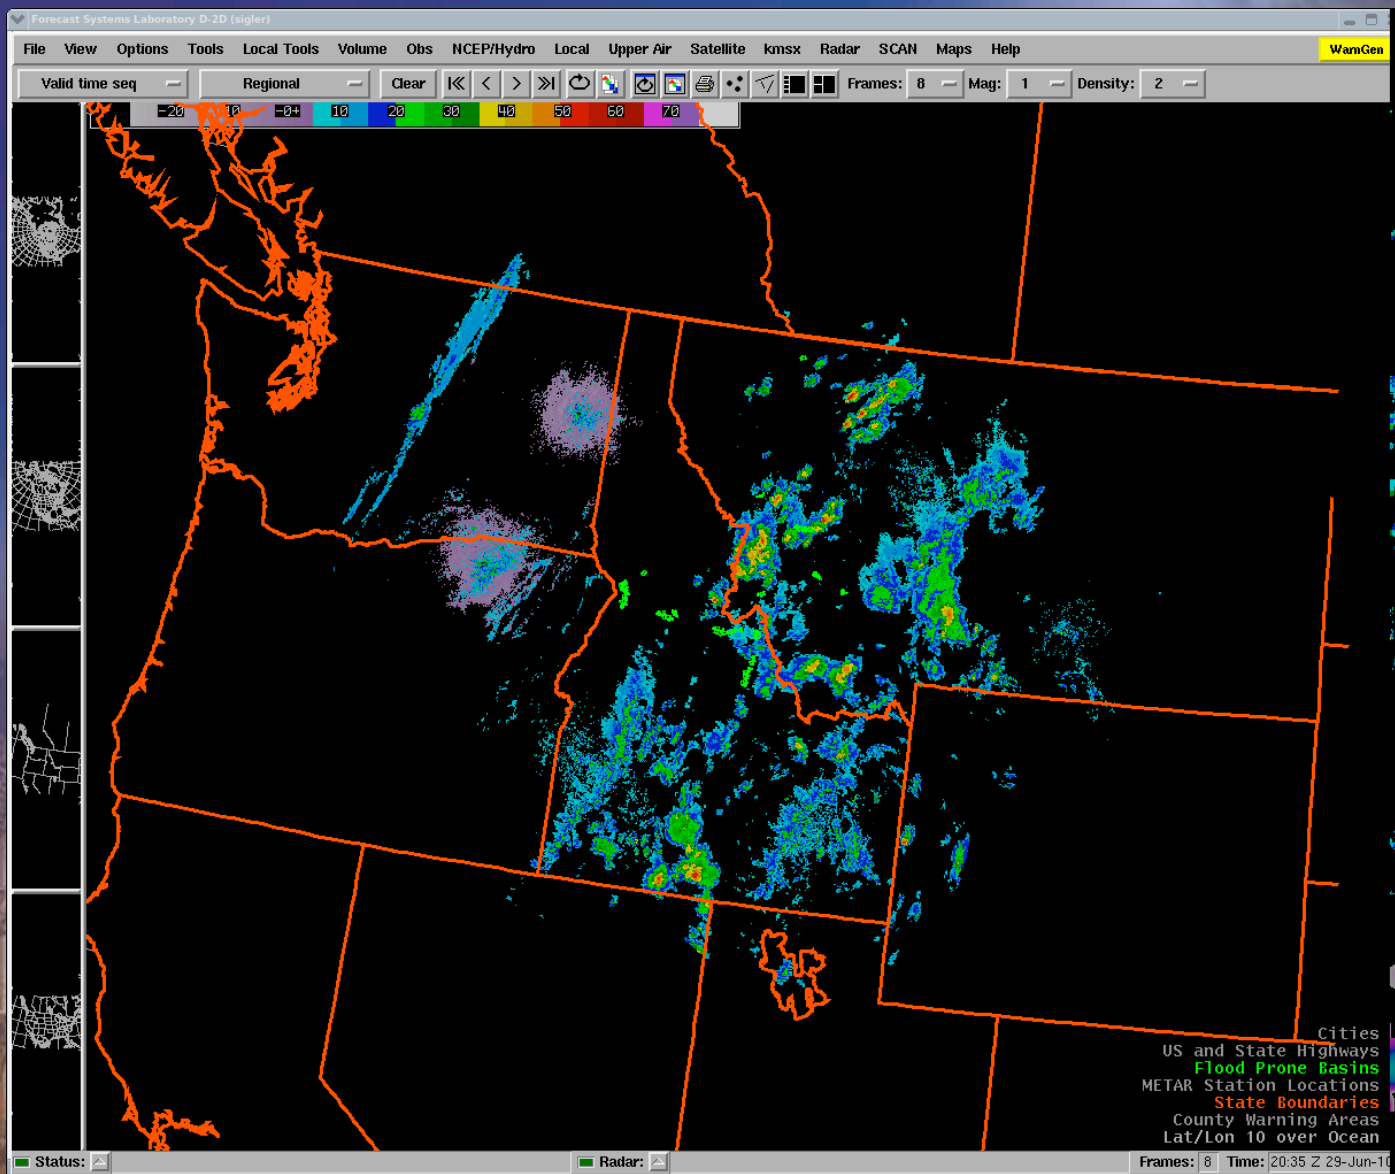 Forecast Systems Laboratory D-2D (sigler)
File View Options Tools Local Tools Volume Obs NCEP/Hydro Local Upper Air Satellite kmsx Radar SCAN Maps Help WarnGen
Valid time seq Regional Clear Frames: 8 Mag: 1 Density: 2
-20 10 -0+ 10 20 30 40 50 60 70
Cities
US and State Highways
Flood Prone Basins
METAR Station Locations
State Boundaries
County Warning Areas
Lat/Lon 10 over Ocean
Status: Radar: Frames: 8 Time: 20:35 Z 29-Jun-10